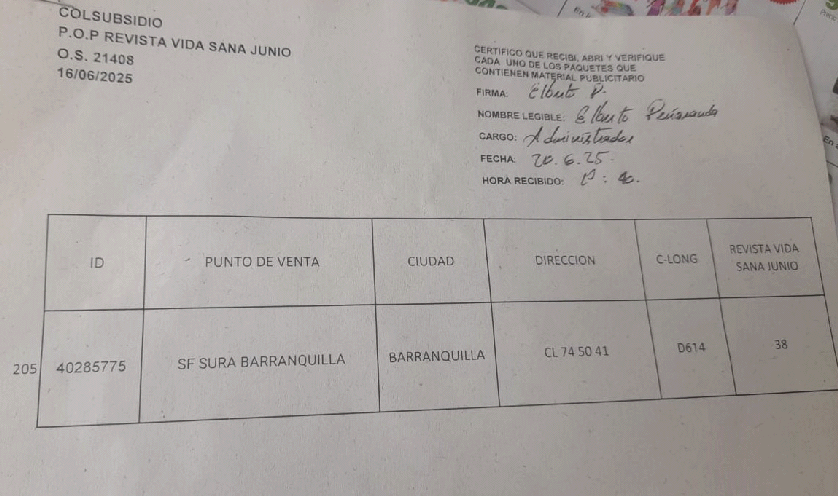 COLSUBSIDIO
P.O.P REVISTA VIDA SANA JUNIO
O.S. 21408
16/06/2025
CERTIFICO QUE RECIBI, ABRI Y VERIFIQUE
CADA UNO DE LOS PAQUETES QUE
CONTIENEN MATERIAL PUBLICITARIO
FIRMA: P.
NOMBRE LEGIBLE: Peñaranda
CARGO: Administrador
FECHA: 20.6.25.
HORA RECIBIDO:
ID PUNTO DE VENTA CIUDAD DIRECCION C-LONG REVISTA VIDA
SANA JUNIO
205 40285775 SF SURA BARRANQUILLA BARRANQUILLA CL 74 50 41 D614 38